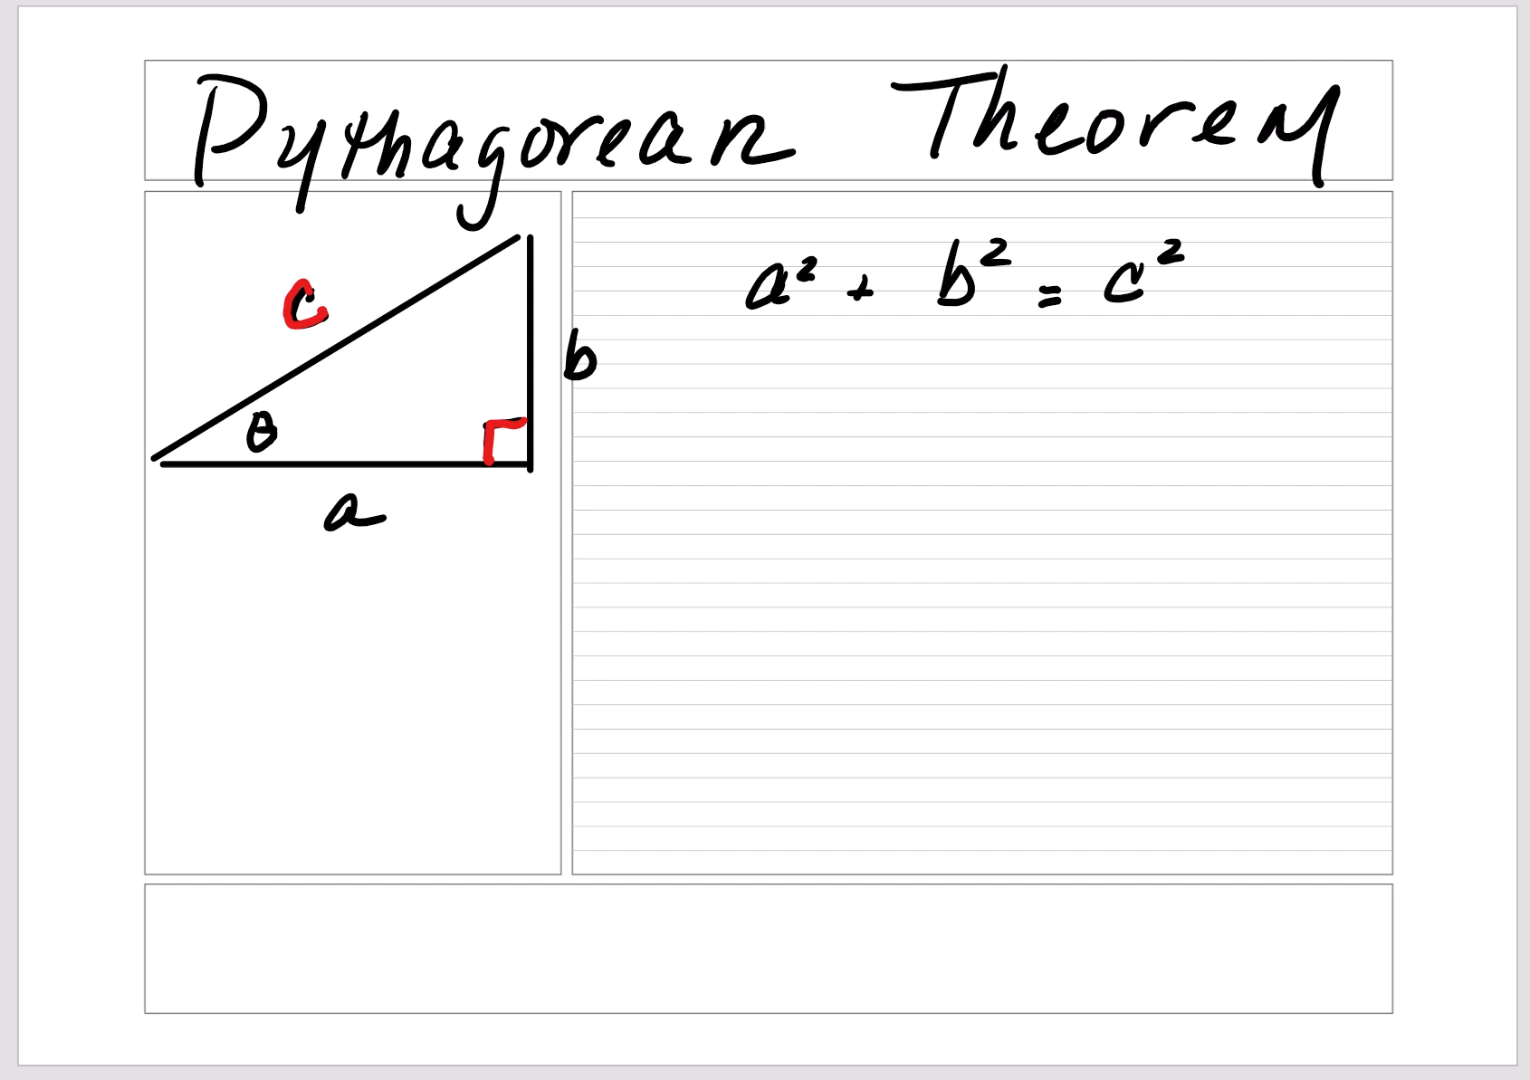 Pythagorean Theorem
c
a² + b² = c²
b
θ
a